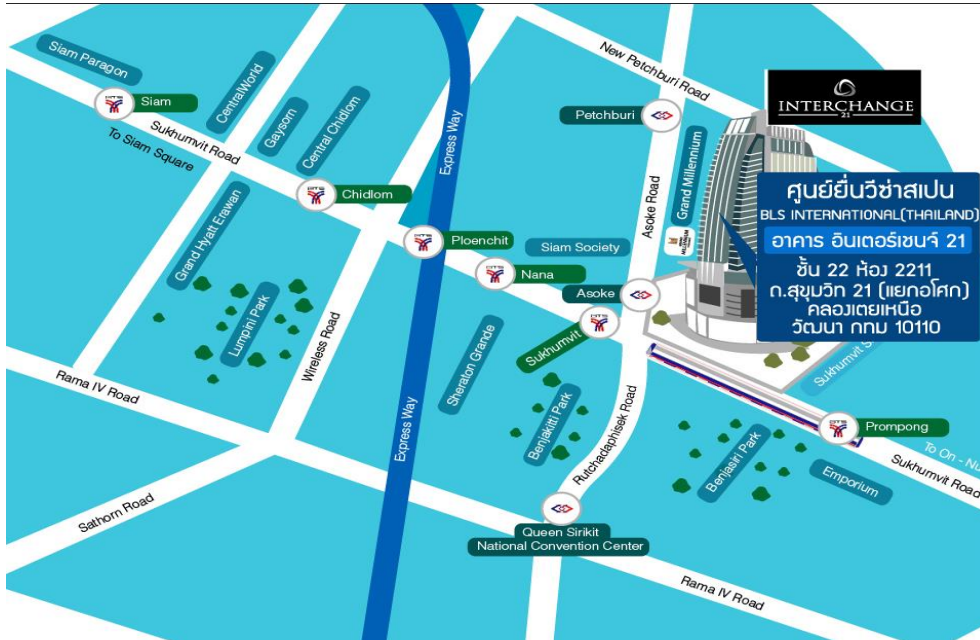 Siam Paragon
Siam
CentralWorld
Gaysorn
Central Chidlom
Sukhumvit Road
To Siam Square
Chidlom
Grand Hyatt Erawan
Lumpini Park
Wireless Road
Rama IV Road
Sathorn Road
Express Way
Express Way
Ploenchit
Nana
Siam Society
Asoke
Sukhumvit
Sheraton Grande
Benjakitti Park
Rutchadaphisek Road
Queen Sirikit
National Convention Center
Rama IV Road
New Petchburi Road
Petchburi
Asoke Road
Grand Millennium
INTERCHANGE
21
ศูนย์ยื่นวีซ่าสเปน
BLS INTERNATIONAL(THAILAND)
อาคาร อินเตอร์เชนจ์ 21
ชั้น 22 ห้อง 2211
ถ.สุขุมวิท 21 (แยกอโศก)
คลองเตยเหนือ
วัฒนา กทม 10110
Prompong
Benjasiri Park
Emporium
Sukhumvit Road